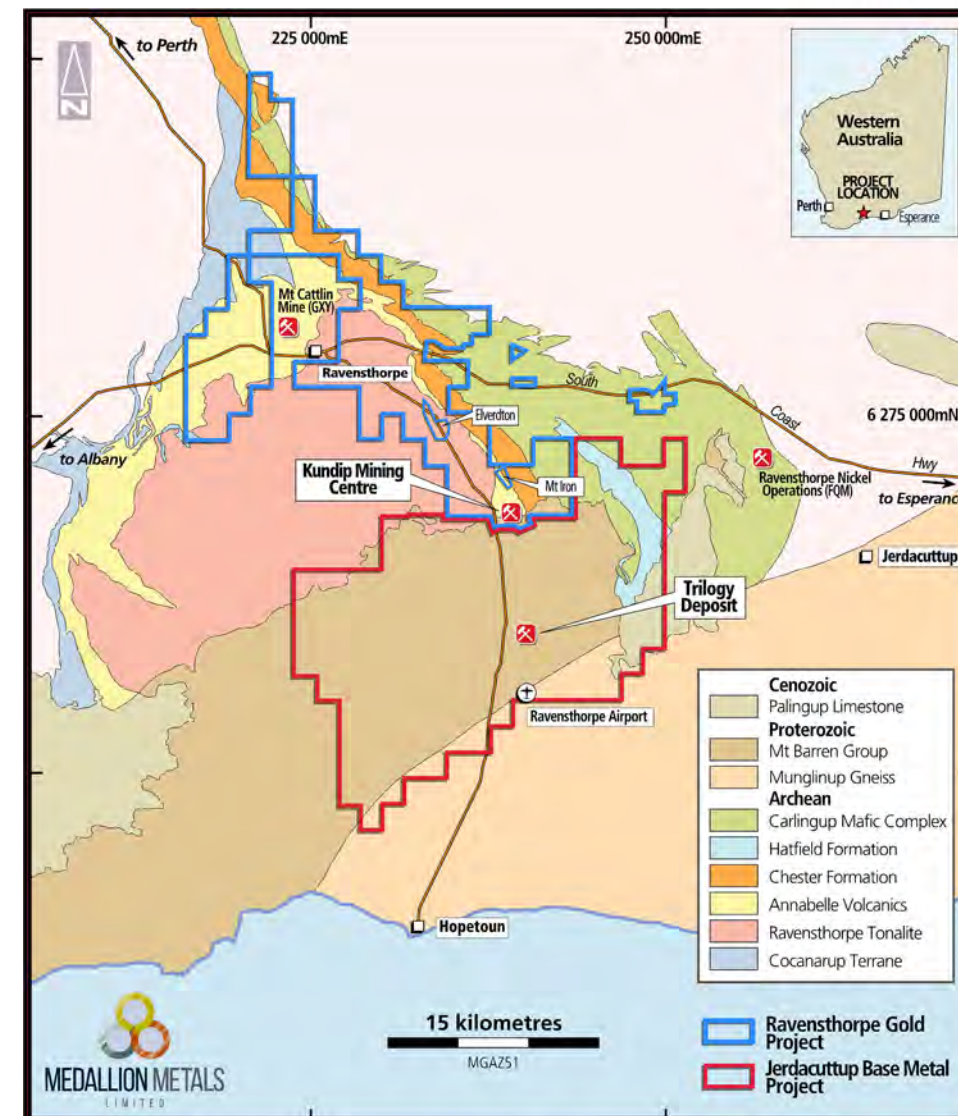 225 000mE
250 000mE
to Perth
N
Western
Australia
PROJECT
LOCATION
Perth
Esperance
Mt Cattlin
Mine (GXY)
Ravensthorpe
South
Coast
Hwy
6 275 000mN
Elverdton
to Albany
Kundip Mining
Centre
Mt Iron
Ravensthorpe Nickel
Operations (FQM)
to Esperanc
Jerdacuttup
Trilogy
Deposit
Ravensthorpe Airport
Hopetoun
Cenozoic
Palingup Limestone
Proterozoic
Mt Barren Group
Munglinup Gneiss
Archean
Carlingup Mafic Complex
Hatfield Formation
Chester Formation
Annabelle Volcanics
Ravensthorpe Tonalite
Cocanarup Terrane
15 kilometres
MGAZ51
Ravensthorpe Gold
Project
Jerdacuttup Base Metal
Project
MEDALLION METALS
LIMITED